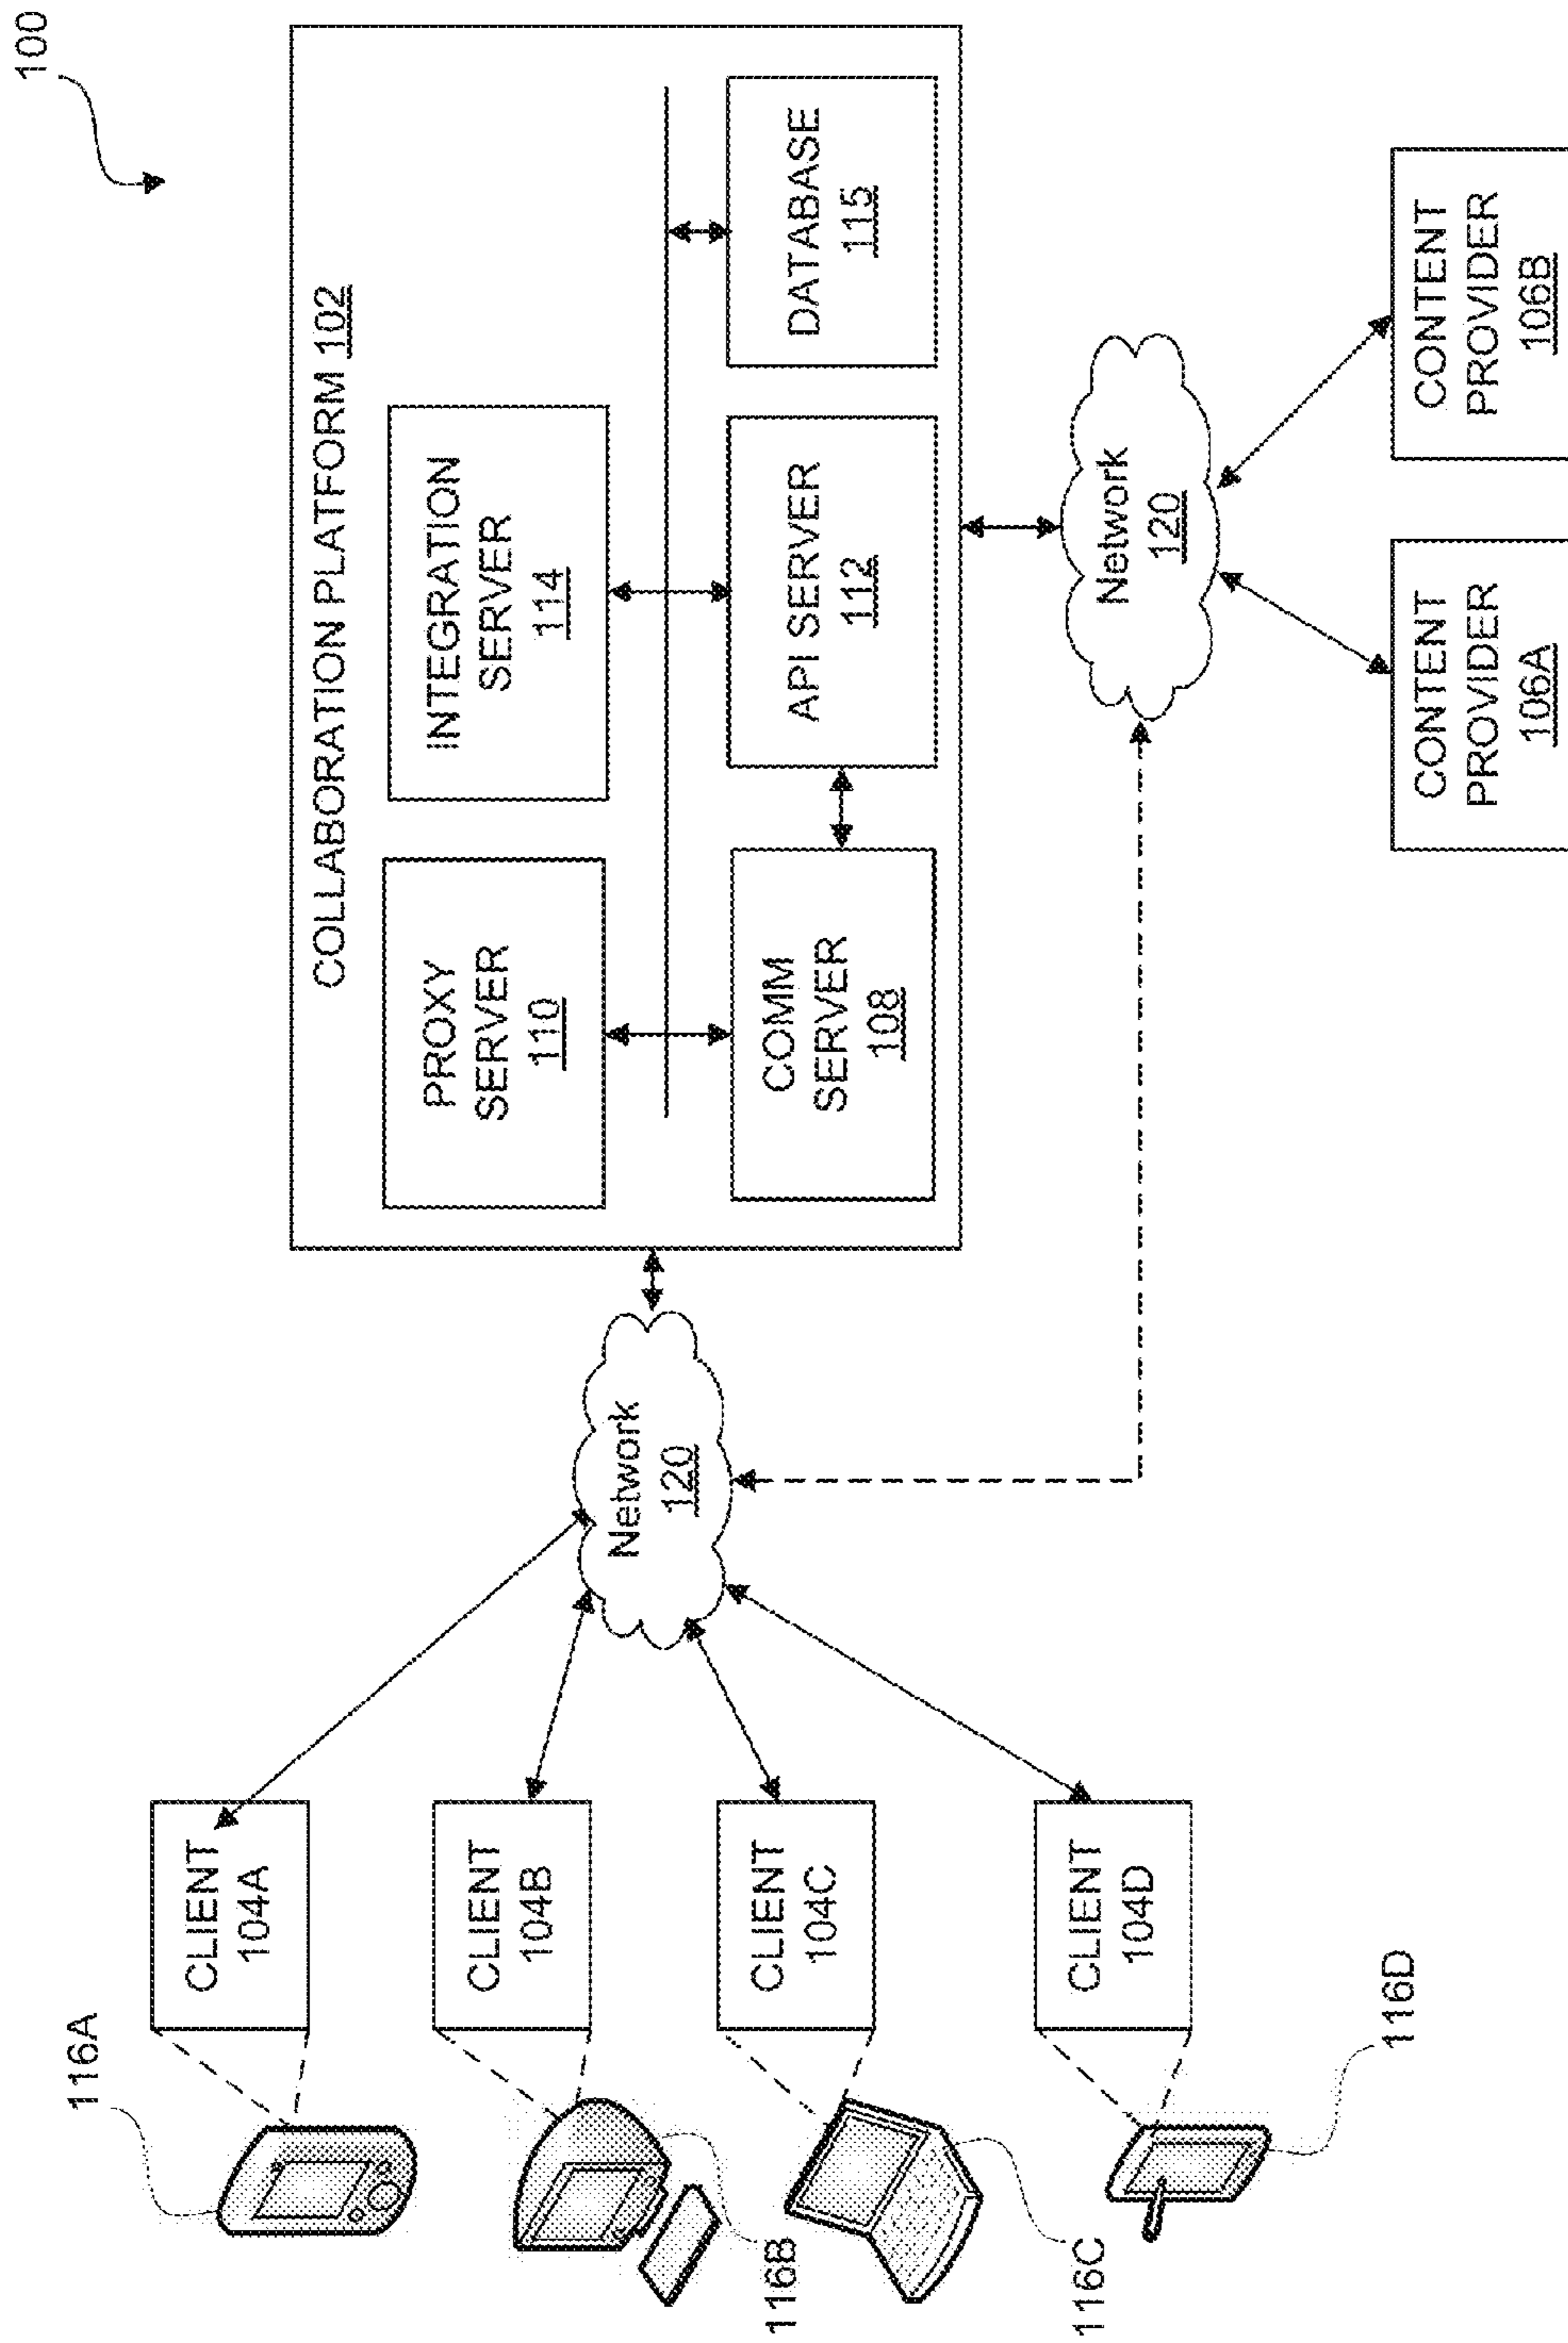 100
COLLABORATION PLATFORM 102
PROXY
SERVER
110
INTEGRATION
SERVER
114
COMM
SERVER
108
API SERVER
112
DATABASE
115
Network
120
Network
120
CONTENT
PROVIDER
106A
CONTENT
PROVIDER
106B
116A
CLIENT
104A
116B
CLIENT
104B
116C
CLIENT
104C
116D
CLIENT
104D